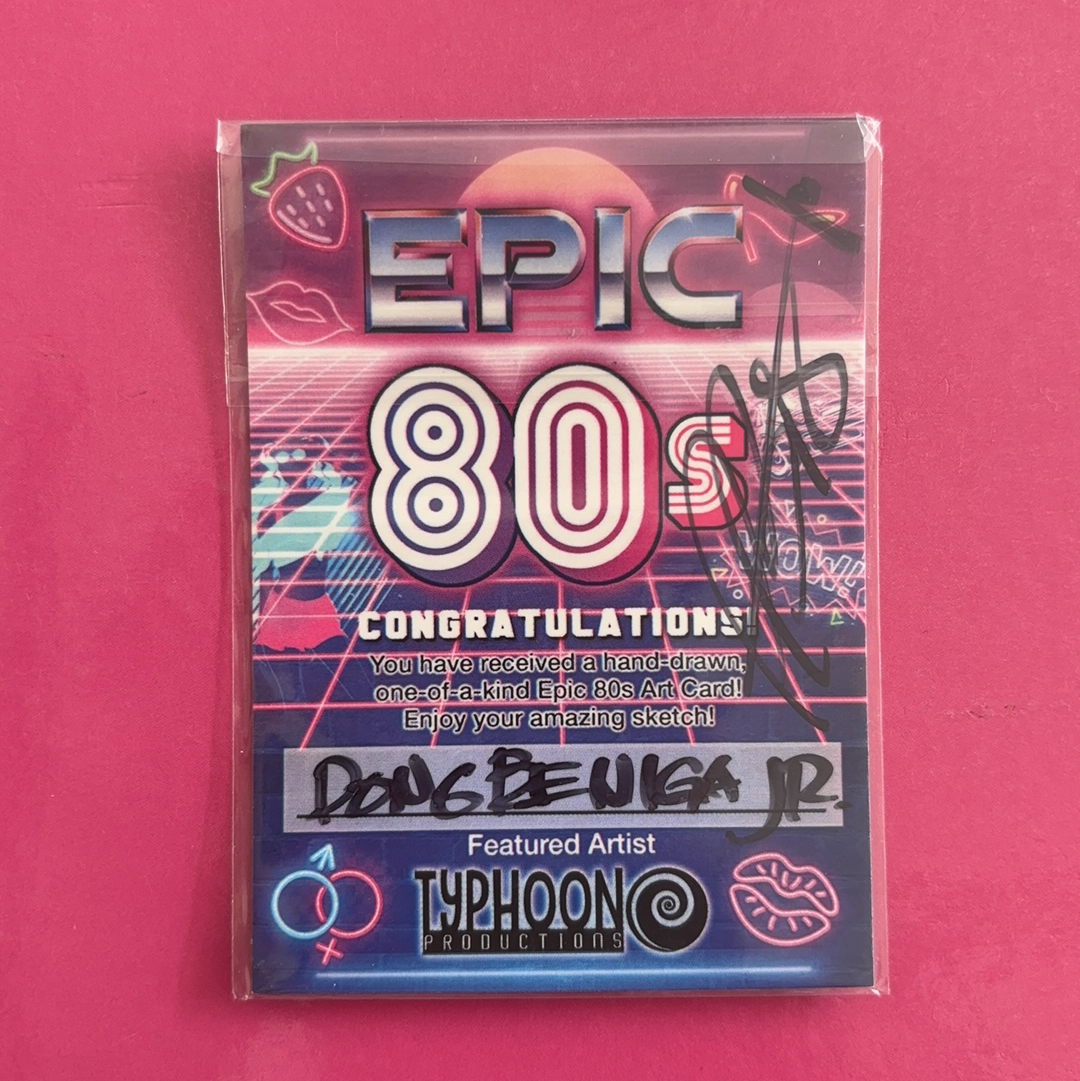 EPIC
80s
WOW!
CONGRATULATIONS!
You have received a hand-drawn,
one-of-a-kind Epic 80s Art Card!
Enjoy your amazing sketch!
DONG BENIGA JR.
Featured Artist
TYPHOON
PRODUCTIONS